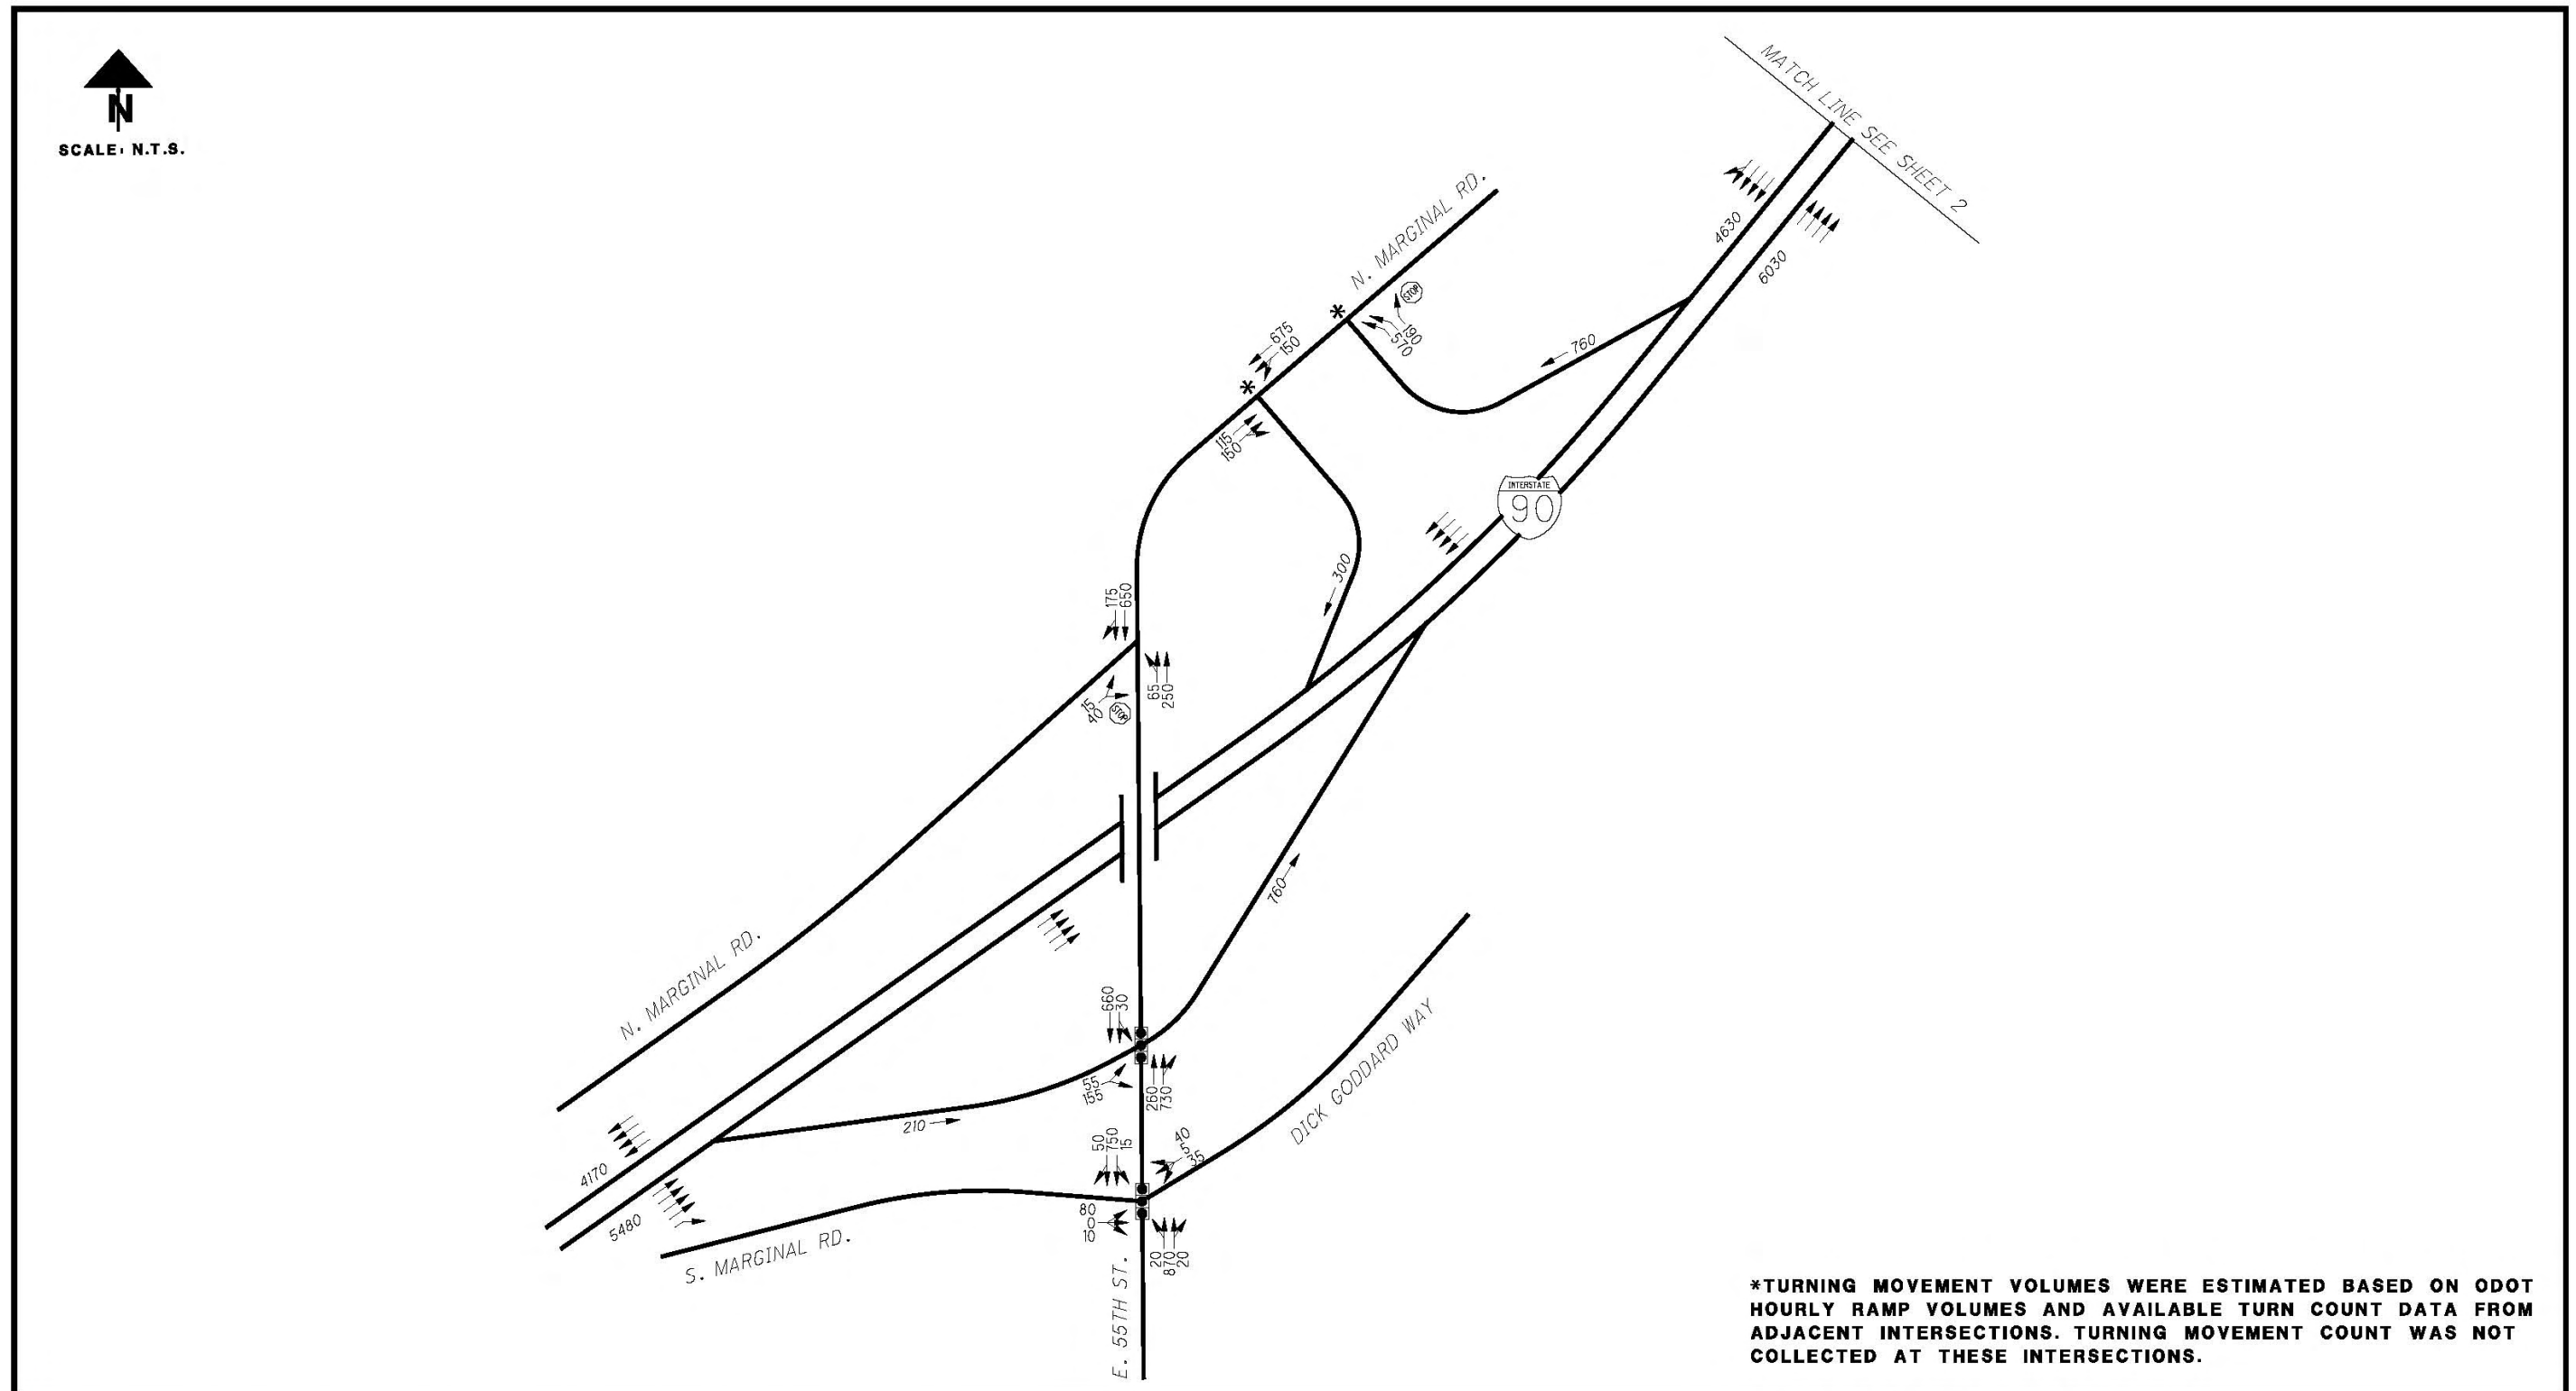 N
SCALE: N.T.S.
MATCH LINE SEE SHEET 2
N. MARGINAL RD.
4630
6030
STOP
190
570
760
675
150
115
150
INTERSTATE
90
300
175
650
65
250
15
40
STOP
760
N. MARGINAL RD.
660
30
55
155
260
730
DICK GODDARD WAY
210
50
750
15
40
5
35
4170
5480
80
0
10
20
870
20
S. MARGINAL RD.
E. 55TH ST.
*TURNING MOVEMENT VOLUMES WERE ESTIMATED BASED ON ODOT
HOURLY RAMP VOLUMES AND AVAILABLE TURN COUNT DATA FROM
ADJACENT INTERSECTIONS. TURNING MOVEMENT COUNT WAS NOT
COLLECTED AT THESE INTERSECTIONS.